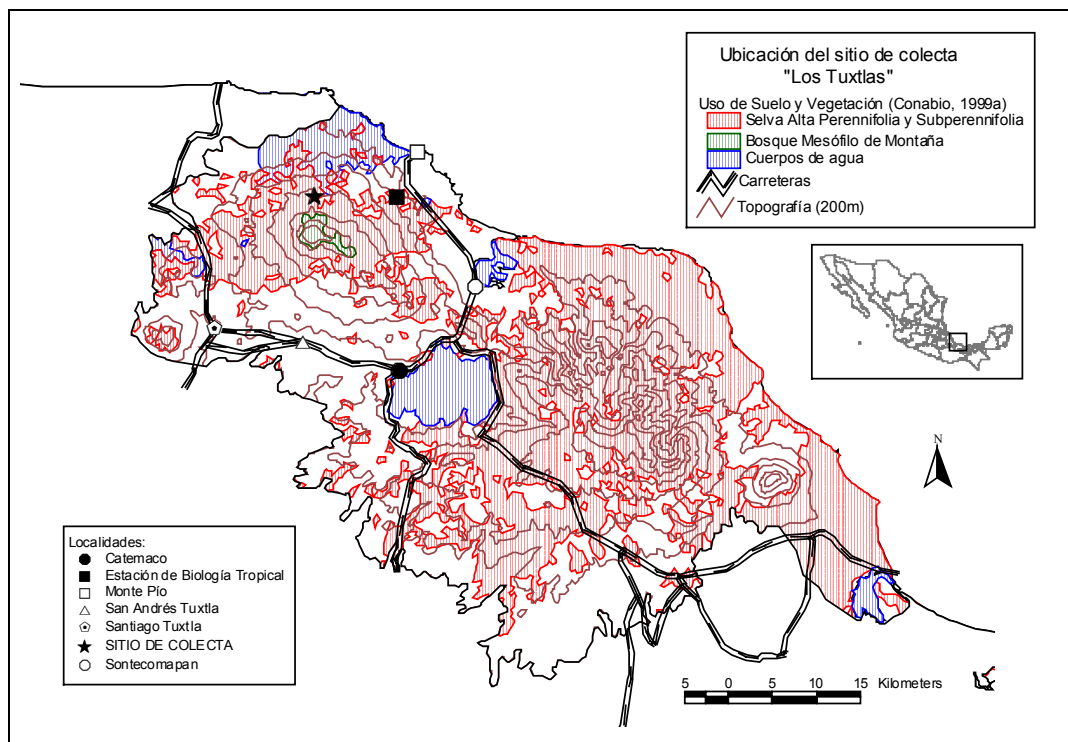 Ubicación del sitio de colecta
"Los Tuxtlas"
Uso de Suelo y Vegetación (Conabio, 1999a)
Selva Alta Perennifolia y Subperennifolia
Bosque Mesófilo de Montaña
Cuerpos de agua
Carreteras
Topografía (200m)
N
Localidades:
Catemaco
Estación de Biología Tropical
Monte Pío
San Andrés Tuxtla
Santiago Tuxtla
SITIO DE COLECTA
Sontecomapan
5 0 5 10 15 Kilometers